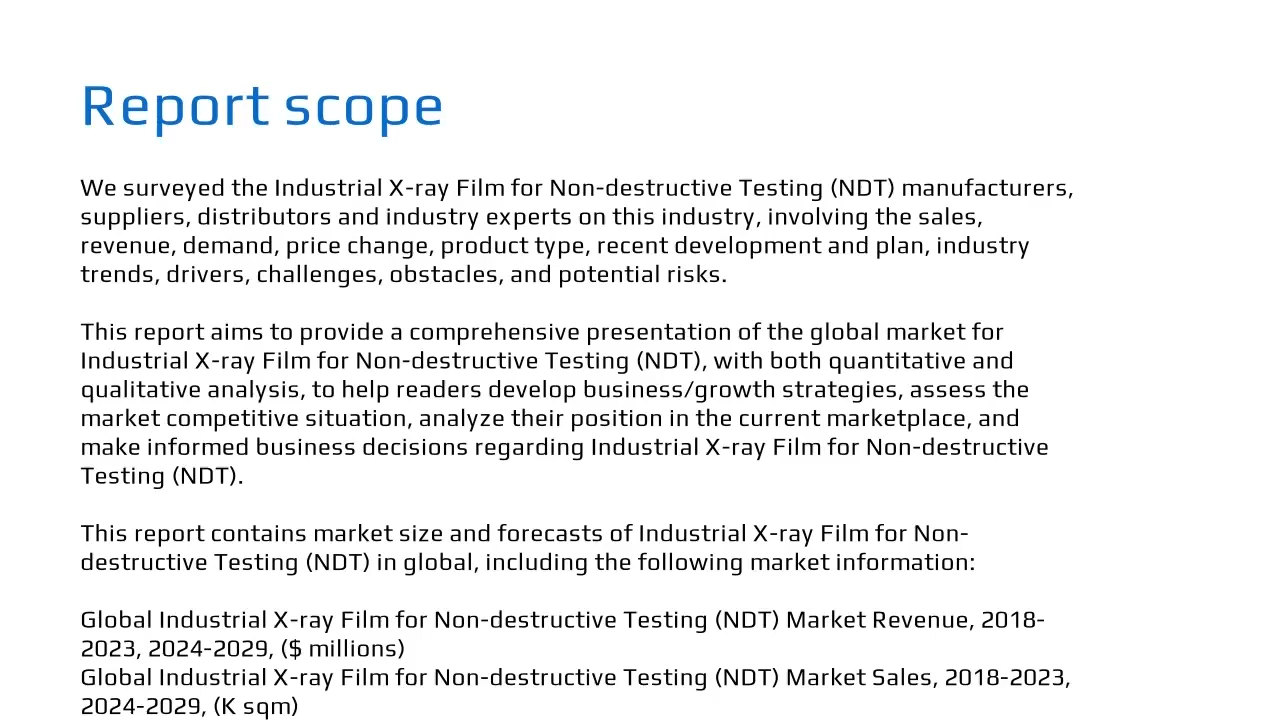 Report scope
We surveyed the Industrial X-ray Film for Non-destructive Testing (NDT) manufacturers,
suppliers, distributors and industry experts on this industry, involving the sales,
revenue, demand, price change, product type, recent development and plan, industry
trends, drivers, challenges, obstacles, and potential risks.
This report aims to provide a comprehensive presentation of the global market for
Industrial X-ray Film for Non-destructive Testing (NDT), with both quantitative and
qualitative analysis, to help readers develop business/growth strategies, assess the
market competitive situation, analyze their position in the current marketplace, and
make informed business decisions regarding Industrial X-ray Film for Non-destructive
Testing (NDT).
This report contains market size and forecasts of Industrial X-ray Film for Non-
destructive Testing (NDT) in global, including the following market information:
Global Industrial X-ray Film for Non-destructive Testing (NDT) Market Revenue, 2018-
2023, 2024-2029, ($ millions)
Global Industrial X-ray Film for Non-destructive Testing (NDT) Market Sales, 2018-2023,
2024-2029, (K sqm)